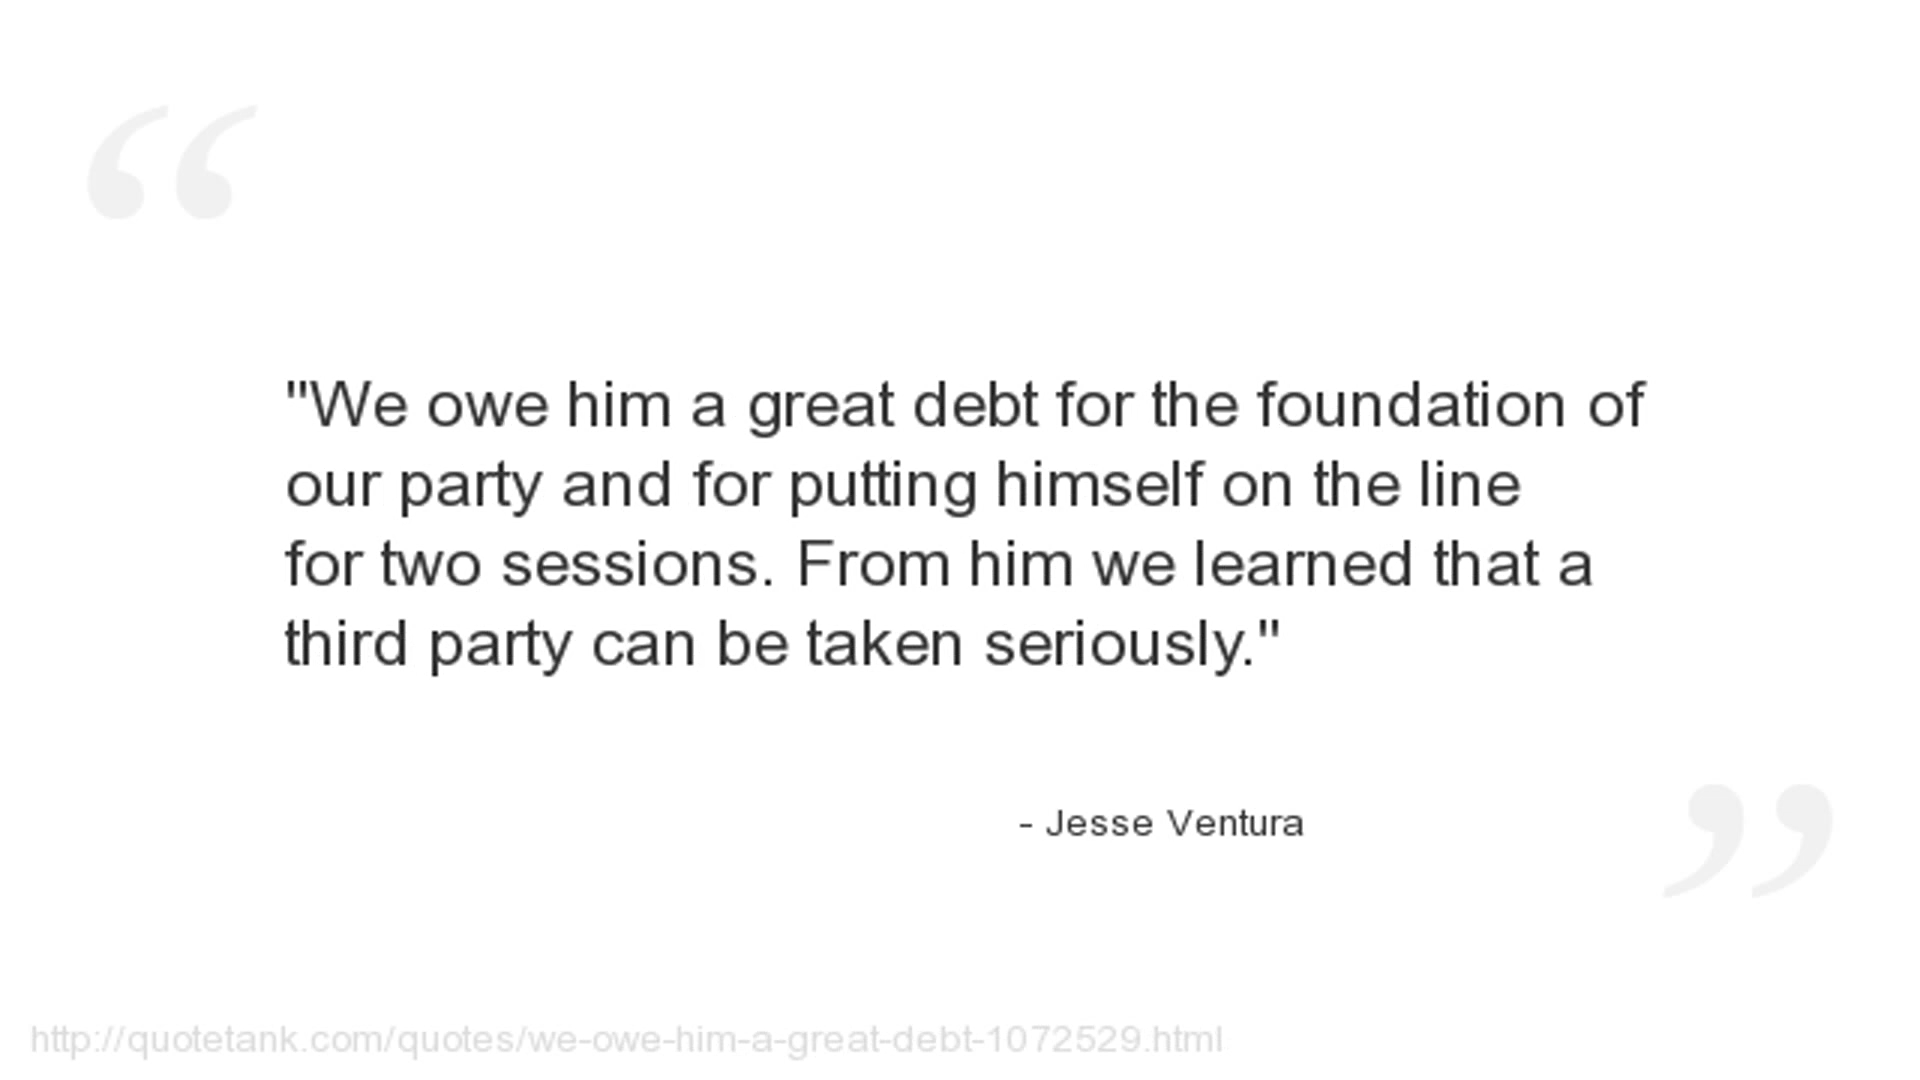 "We owe him a great debt for the foundation of
our party and for putting himself on the line
for two sessions. From him we learned that a
third party can be taken seriously."
- Jesse Ventura
http://quotetank.com/quotes/we-owe-him-a-great-debt-1072529.html